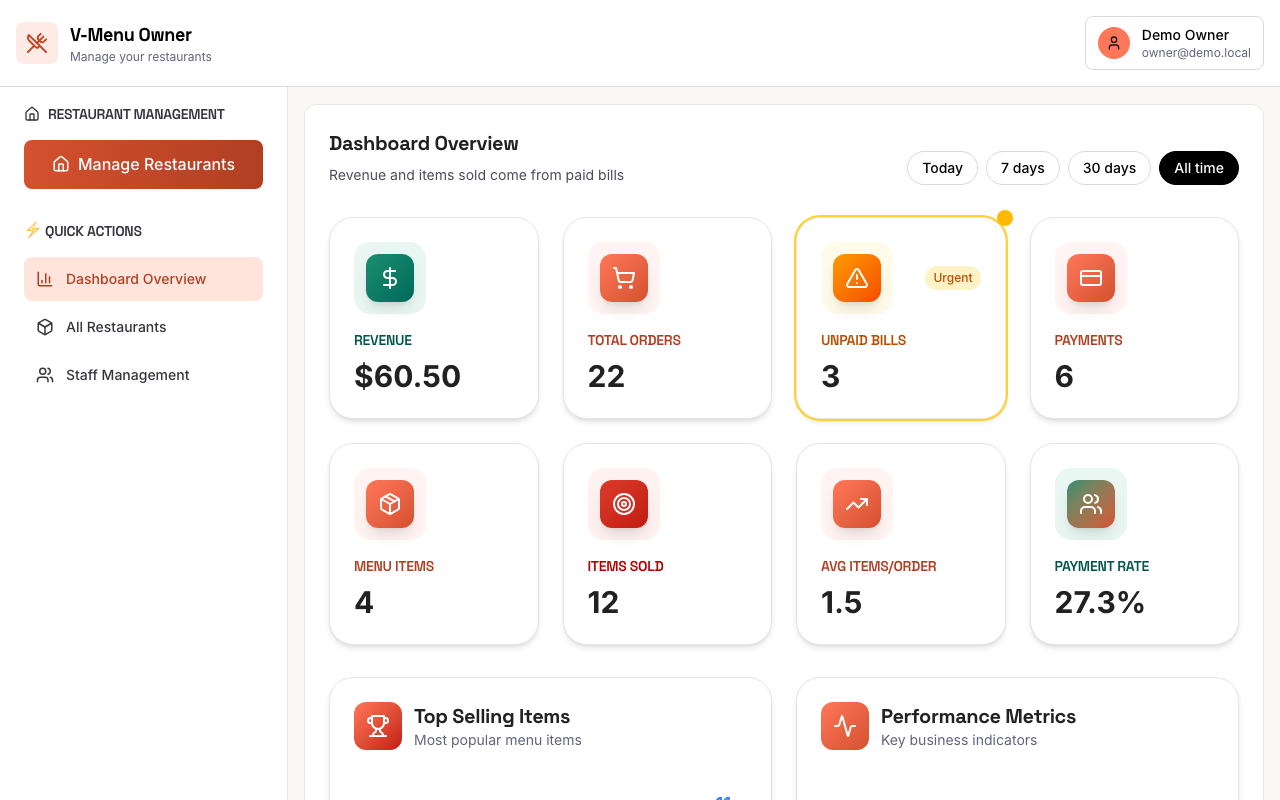 V-Menu Owner
Manage your restaurants
Demo Owner
owner@demo.local
RESTAURANT MANAGEMENT
Manage Restaurants
QUICK ACTIONS
Dashboard Overview
All Restaurants
Staff Management
Dashboard Overview
Revenue and items sold come from paid bills
Today
7 days
30 days
All time
REVENUE
$60.50
TOTAL ORDERS
22
Urgent
UNPAID BILLS
3
PAYMENTS
6
MENU ITEMS
4
ITEMS SOLD
12
AVG ITEMS/ORDER
1.5
PAYMENT RATE
27.3%
Top Selling Items
Most popular menu items
Performance Metrics
Key business indicators